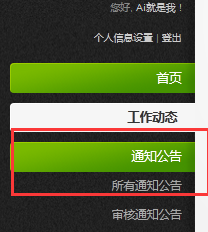 您好, Ai就是我！
个人信息设置 | 登出
首页
工作动态
通知公告
所有通知公告
审核通知公告